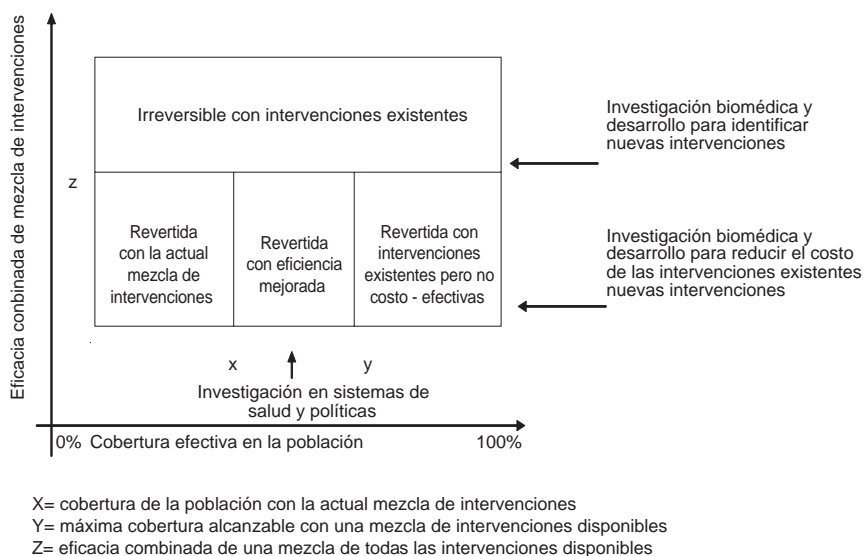 Eficacia combinada de mezcla de intervenciones
Irreversible con intervenciones existentes
Investigación biomédica y
desarrollo para identificar
nuevas intervenciones
z
Revertida
con la actual
mezcla de
intervenciones
Revertida
con eficiencia
mejorada
Revertida con
intervenciones
existentes pero no
costo - efectivas
Investigación biomédica y
desarrollo para reducir el costo
de las intervenciones existentes
nuevas intervenciones
x
y
Investigación en sistemas de
salud y políticas
0% Cobertura efectiva en la población 100%
X= cobertura de la población con la actual mezcla de intervenciones
Y= máxima cobertura alcanzable con una mezcla de intervenciones disponibles
Z= eficacia combinada de una mezcla de todas las intervenciones disponibles